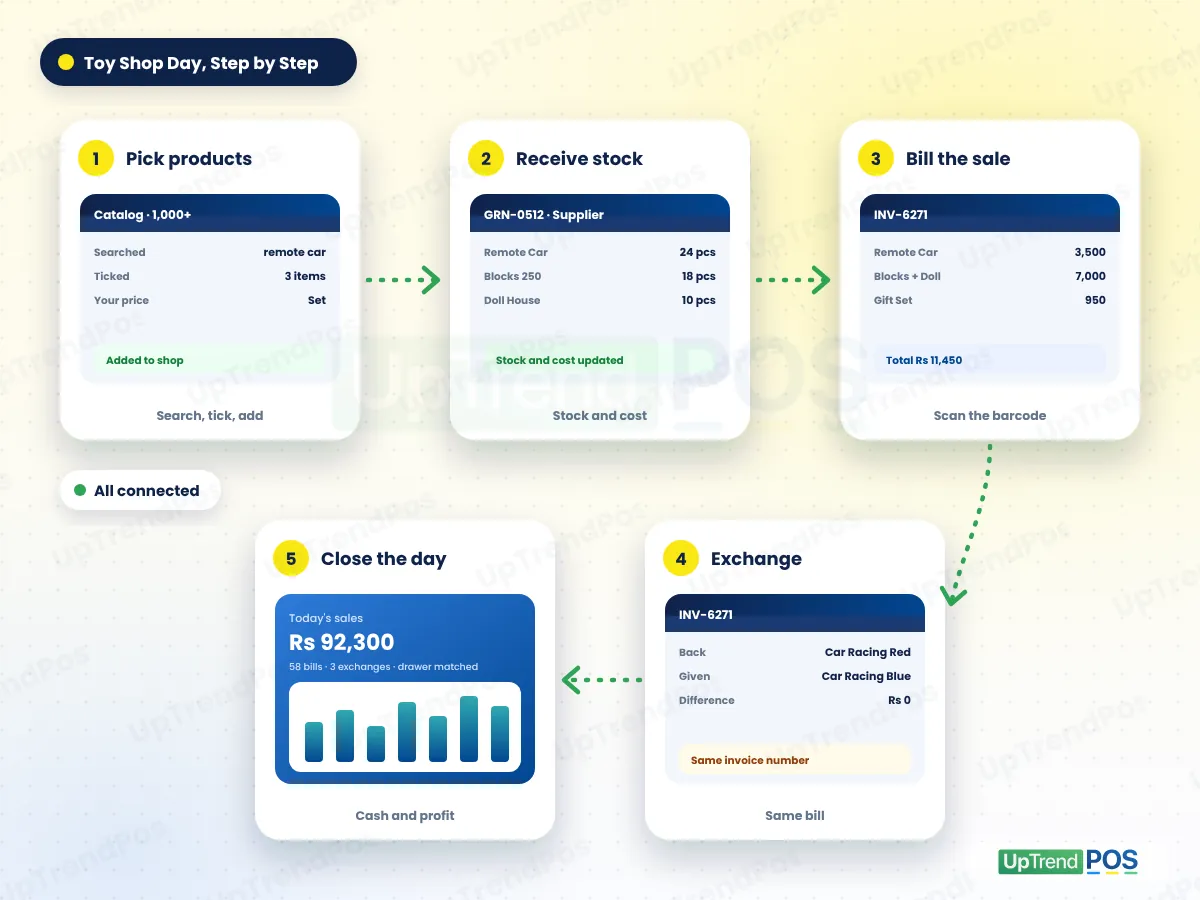 Toy Shop Day, Step by Step
1 Pick products
Catalog · 1,000+
Searched remote car
Ticked 3 items
Your price Set
Added to shop
Search, tick, add
2 Receive stock
GRN-0512 · Supplier
Remote Car 24 pcs
Blocks 250 18 pcs
Doll House 10 pcs
Stock and cost updated
Stock and cost
3 Bill the sale
INV-6271
Remote Car 3,500
Blocks + Doll 7,000
Gift Set 950
Total Rs 11,450
Scan the barcode
All connected
4 Exchange
INV-6271
Back Car Racing Red
Given Car Racing Blue
Difference Rs 0
Same invoice number
Same bill
5 Close the day
Today's sales
Rs 92,300
58 bills · 3 exchanges · drawer matched
Cash and profit
UpTrend POS